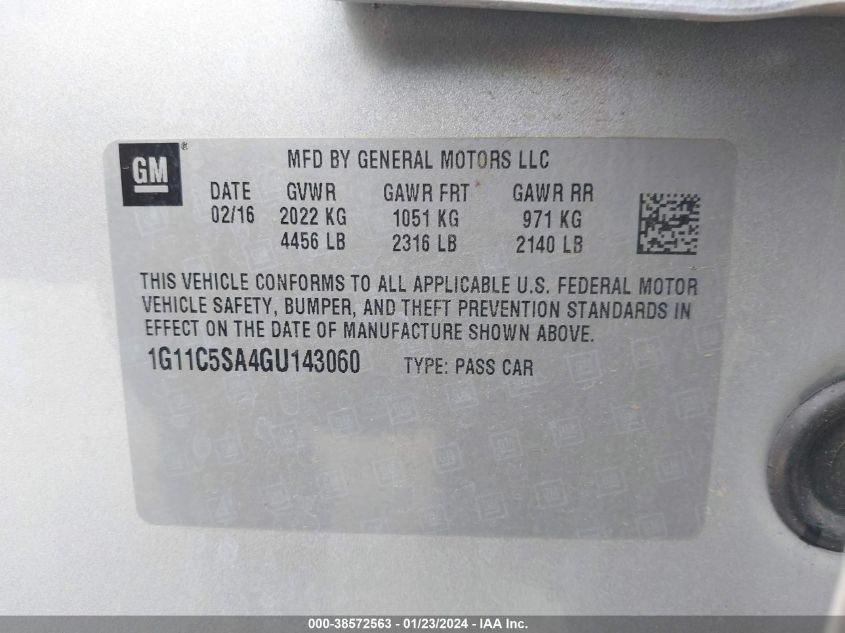 GM®
MFD BY GENERAL MOTORS LLC
DATE GVWR GAWR FRT GAWR RR
02/16 2022 KG 1051 KG 971 KG
4456 LB 2316 LB 2140 LB
THIS VEHICLE CONFORMS TO ALL APPLICABLE U.S. FEDERAL MOTOR
VEHICLE SAFETY, BUMPER, AND THEFT PREVENTION STANDARDS IN
EFFECT ON THE DATE OF MANUFACTURE SHOWN ABOVE.
1G11C5SA4GU143060 TYPE: PASS CAR
000-38572563 - 01/23/2024 - IAA Inc.